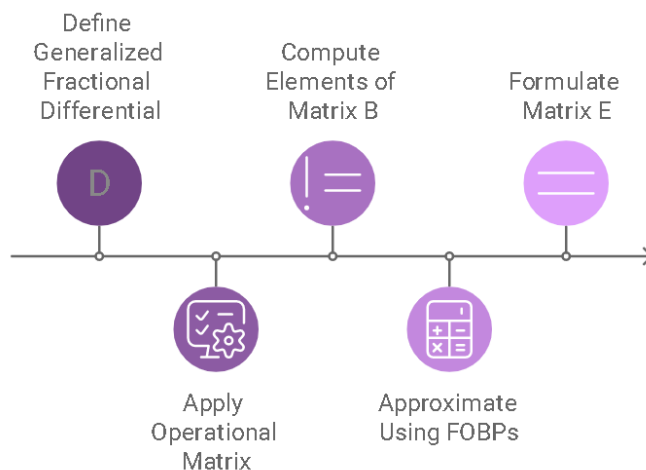 Define
Generalized
Fractional
Differential
D
Apply
Operational
Matrix
Compute
Elements of
Matrix B
Approximate
Using FOBPs
Formulate
Matrix E